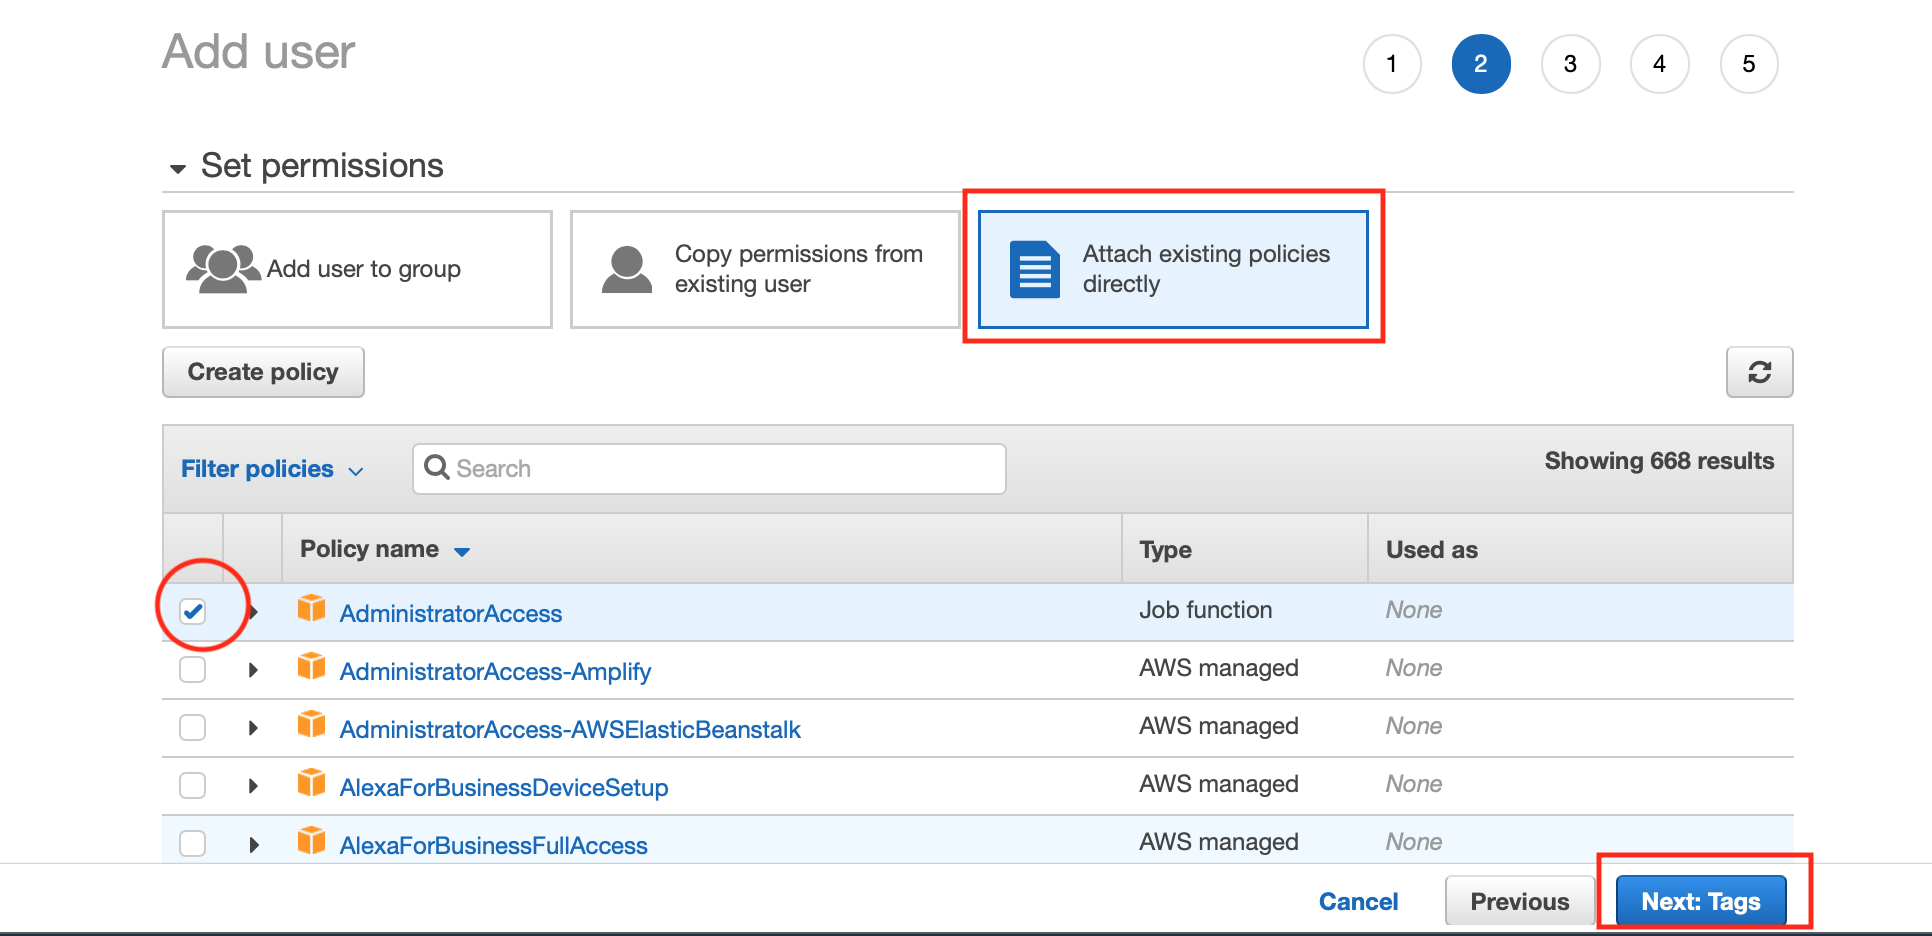 Add user
1 2 3 4 5
Set permissions
Add user to group
Copy permissions from
existing user
Attach existing policies
directly
Create policy
Filter policies
Search
Showing 668 results
Policy name Type Used as
AdministratorAccess Job function None
AdministratorAccess-Amplify AWS managed None
AdministratorAccess-AWSElasticBeanstalk AWS managed None
AlexaForBusinessDeviceSetup AWS managed None
AlexaForBusinessFullAccess AWS managed None
Cancel Previous Next: Tags